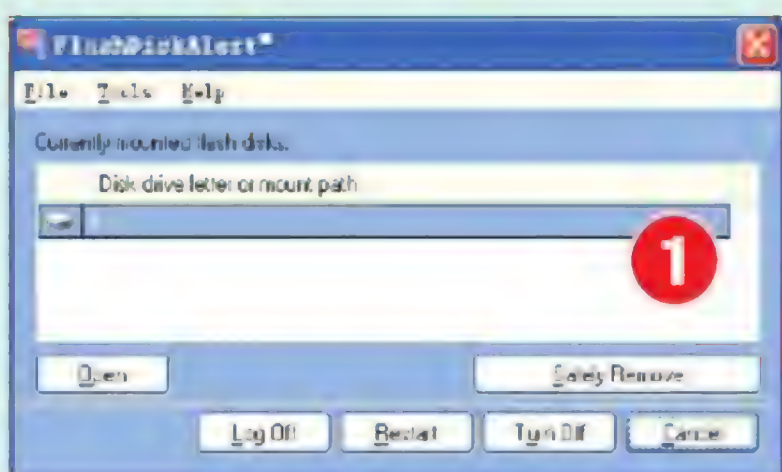 FlashDiskAlert
File Tools Help
Currently mounted flash disks.
Disk drive letter or mount path
1
Open Safely Remove
Log Off Restart Turn Off Cancel